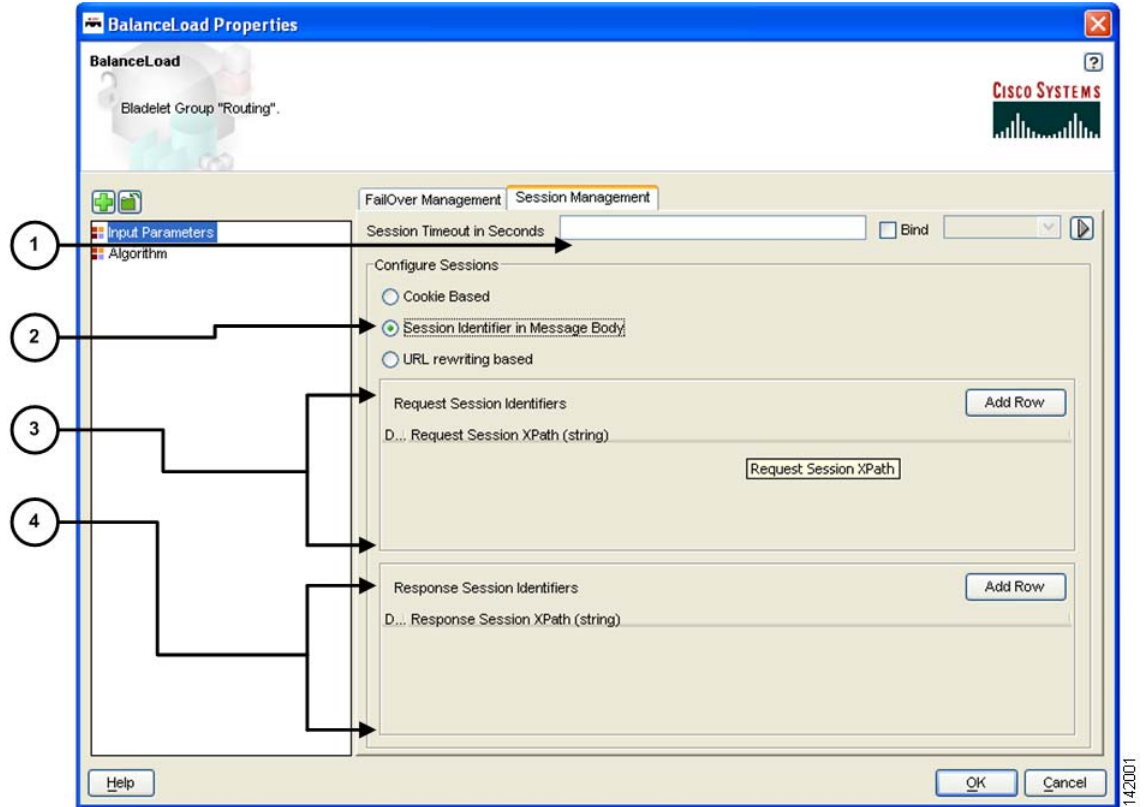 BalanceLoad Properties
BalanceLoad
?
Bladelet Group "Routing".
CISCO SYSTEMS
FailOver Management
Session Management
Input Parameters
Algorithm
Session Timeout in Seconds
Bind
Configure Sessions
Cookie Based
Session Identifier in Message Body
URL rewriting based
Request Session Identifiers
Add Row
D... Request Session XPath (string)
Request Session XPath
Response Session Identifiers
Add Row
D... Response Session XPath (string)
1
2
3
4
Help
OK
Cancel
142001